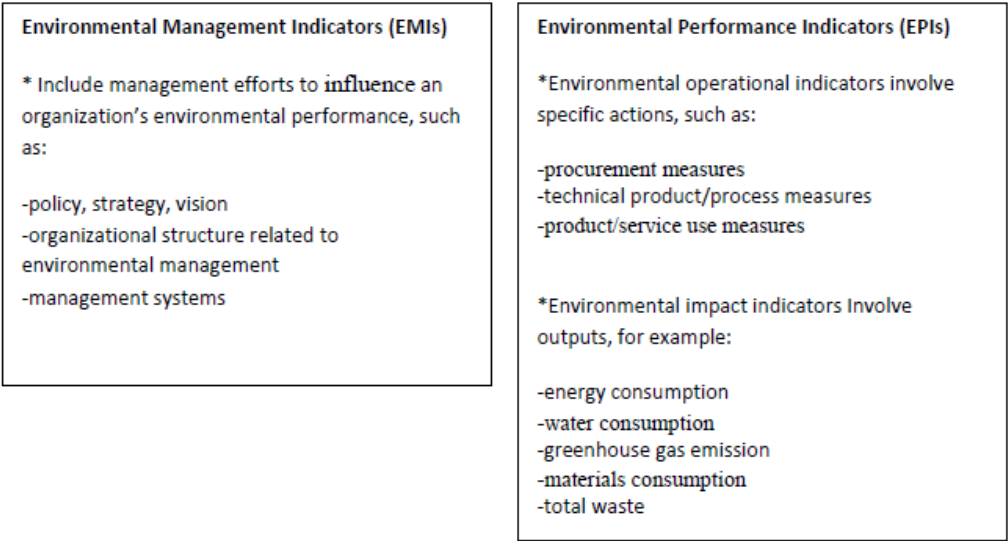 Environmental Management Indicators (EMIs)
* Include management efforts to influence an
organization's environmental performance, such
as:
-policy, strategy, vision
-organizational structure related to
environmental management
-management systems
Environmental Performance Indicators (EPIs)
*Environmental operational indicators involve
specific actions, such as:
-procurement measures
-technical product/process measures
-product/service use measures
*Environmental impact indicators Involve
outputs, for example:
-energy consumption
-water consumption
-greenhouse gas emission
-materials consumption
-total waste